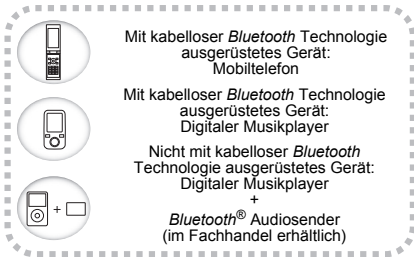 Mit kabelloser Bluetooth Technologie
ausgerüstetes Gerät:
Mobiltelefon
Mit kabelloser Bluetooth Technologie
ausgerüstetes Gerät:
Digitaler Musikplayer
Nicht mit kabelloser Bluetooth
Technologie ausgerüstetes Gerät:
Digitaler Musikplayer
+
+
Bluetooth® Audiosender
(im Fachhandel erhältlich)